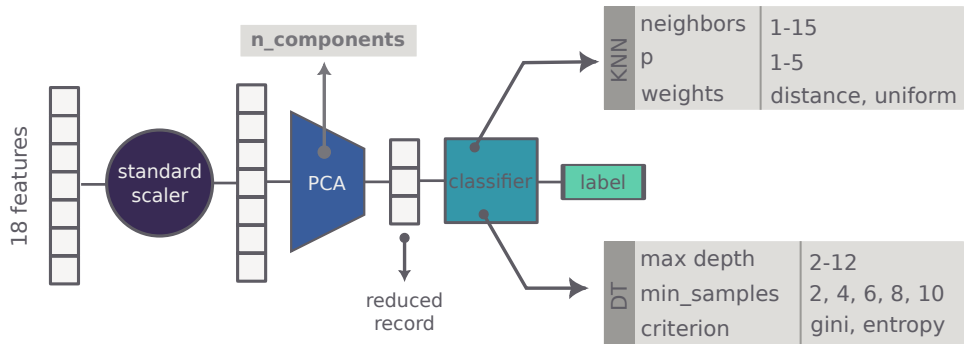 18 features
standard
scaler
n_components
PCA
reduced
record
classifier
label
KNN
neighbors 1-15
p 1-5
weights distance, uniform
DT
max depth 2-12
min_samples 2, 4, 6, 8, 10
criterion gini, entropy